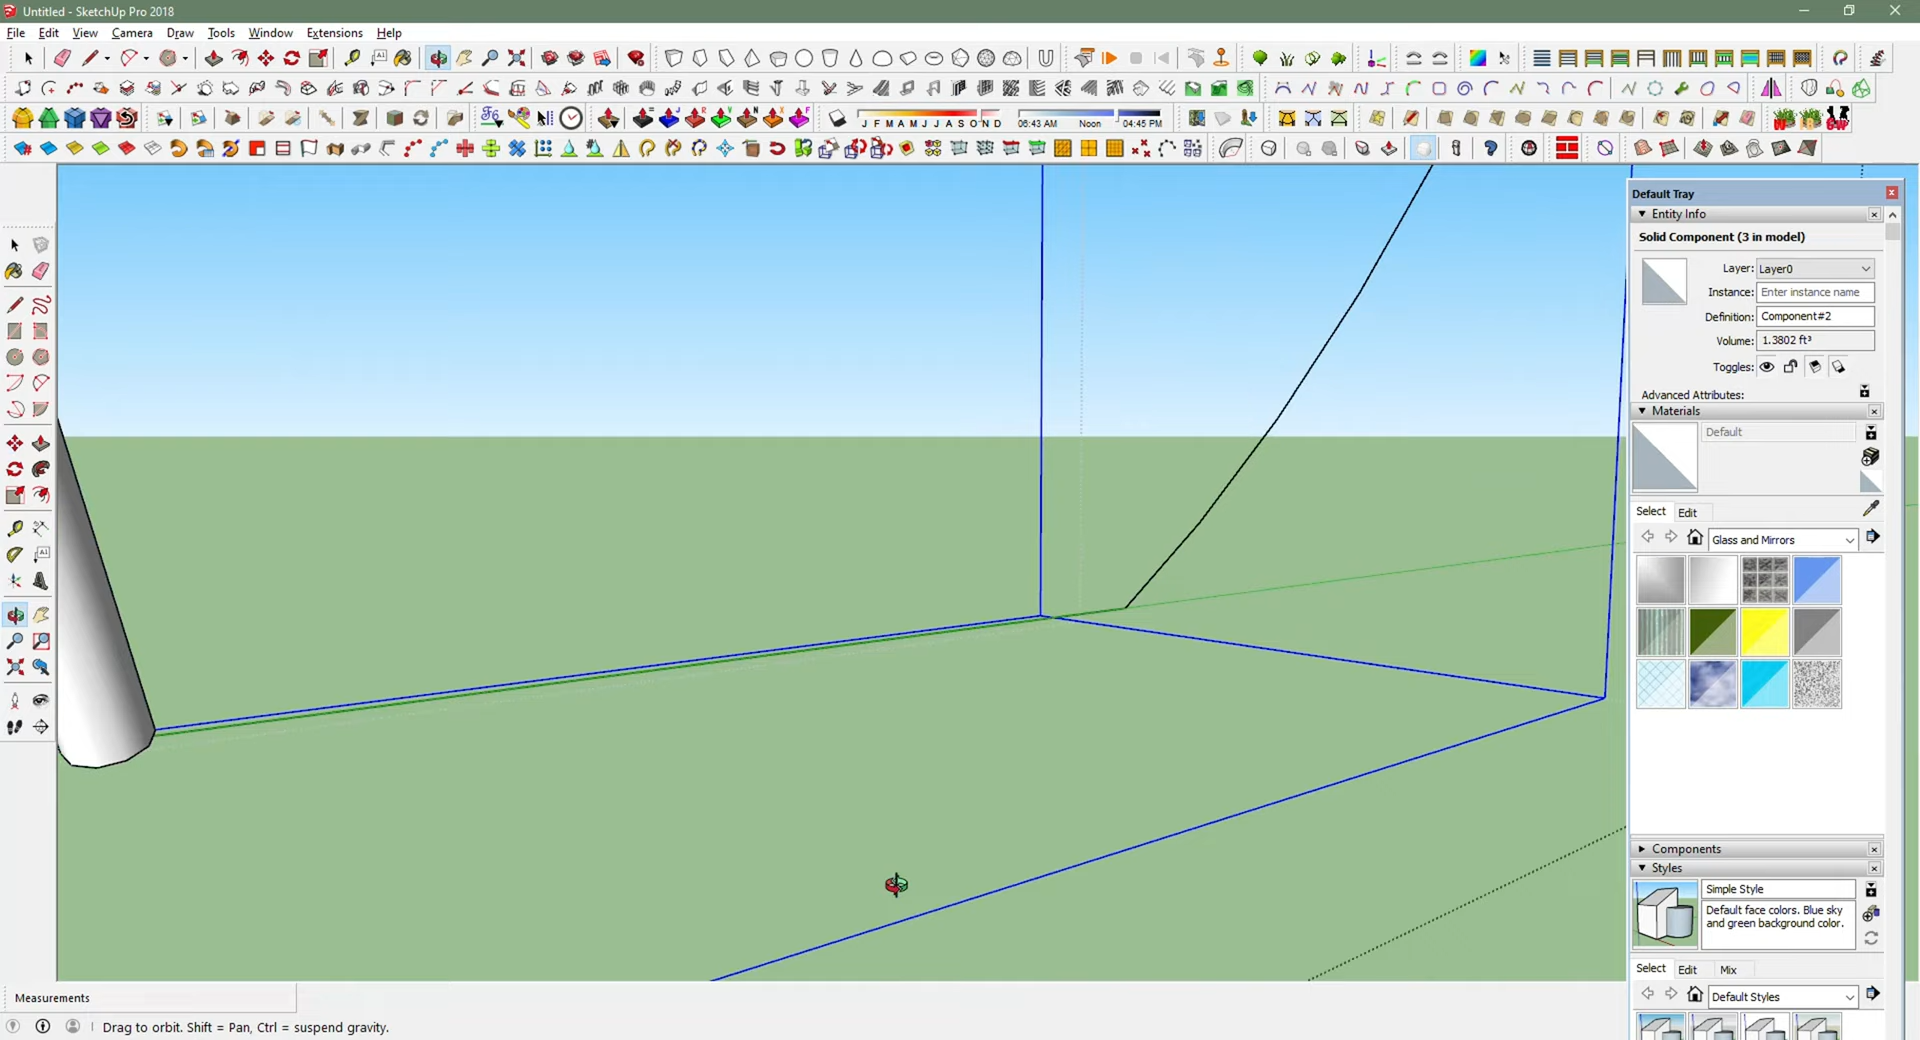 Untitled - SketchUp Pro 2018
File Edit View Camera Draw Tools Window Extensions Help
J F M A M J J A S O N D 06:43 AM Noon 04:45 PM
Default Tray
Entity Info
Solid Component (3 in model)
Layer: Layer0
Instance: Enter instance name
Definition: Component#2
Volume: 1.3802 ft³
Toggles:
Advanced Attributes:
Materials
Default
Select Edit
Glass and Mirrors
Components
Styles
Simple Style
Default face colors. Blue sky
and green background color.
Select Edit Mix
Default Styles
Measurements
Drag to orbit. Shift = Pan, Ctrl = suspend gravity.